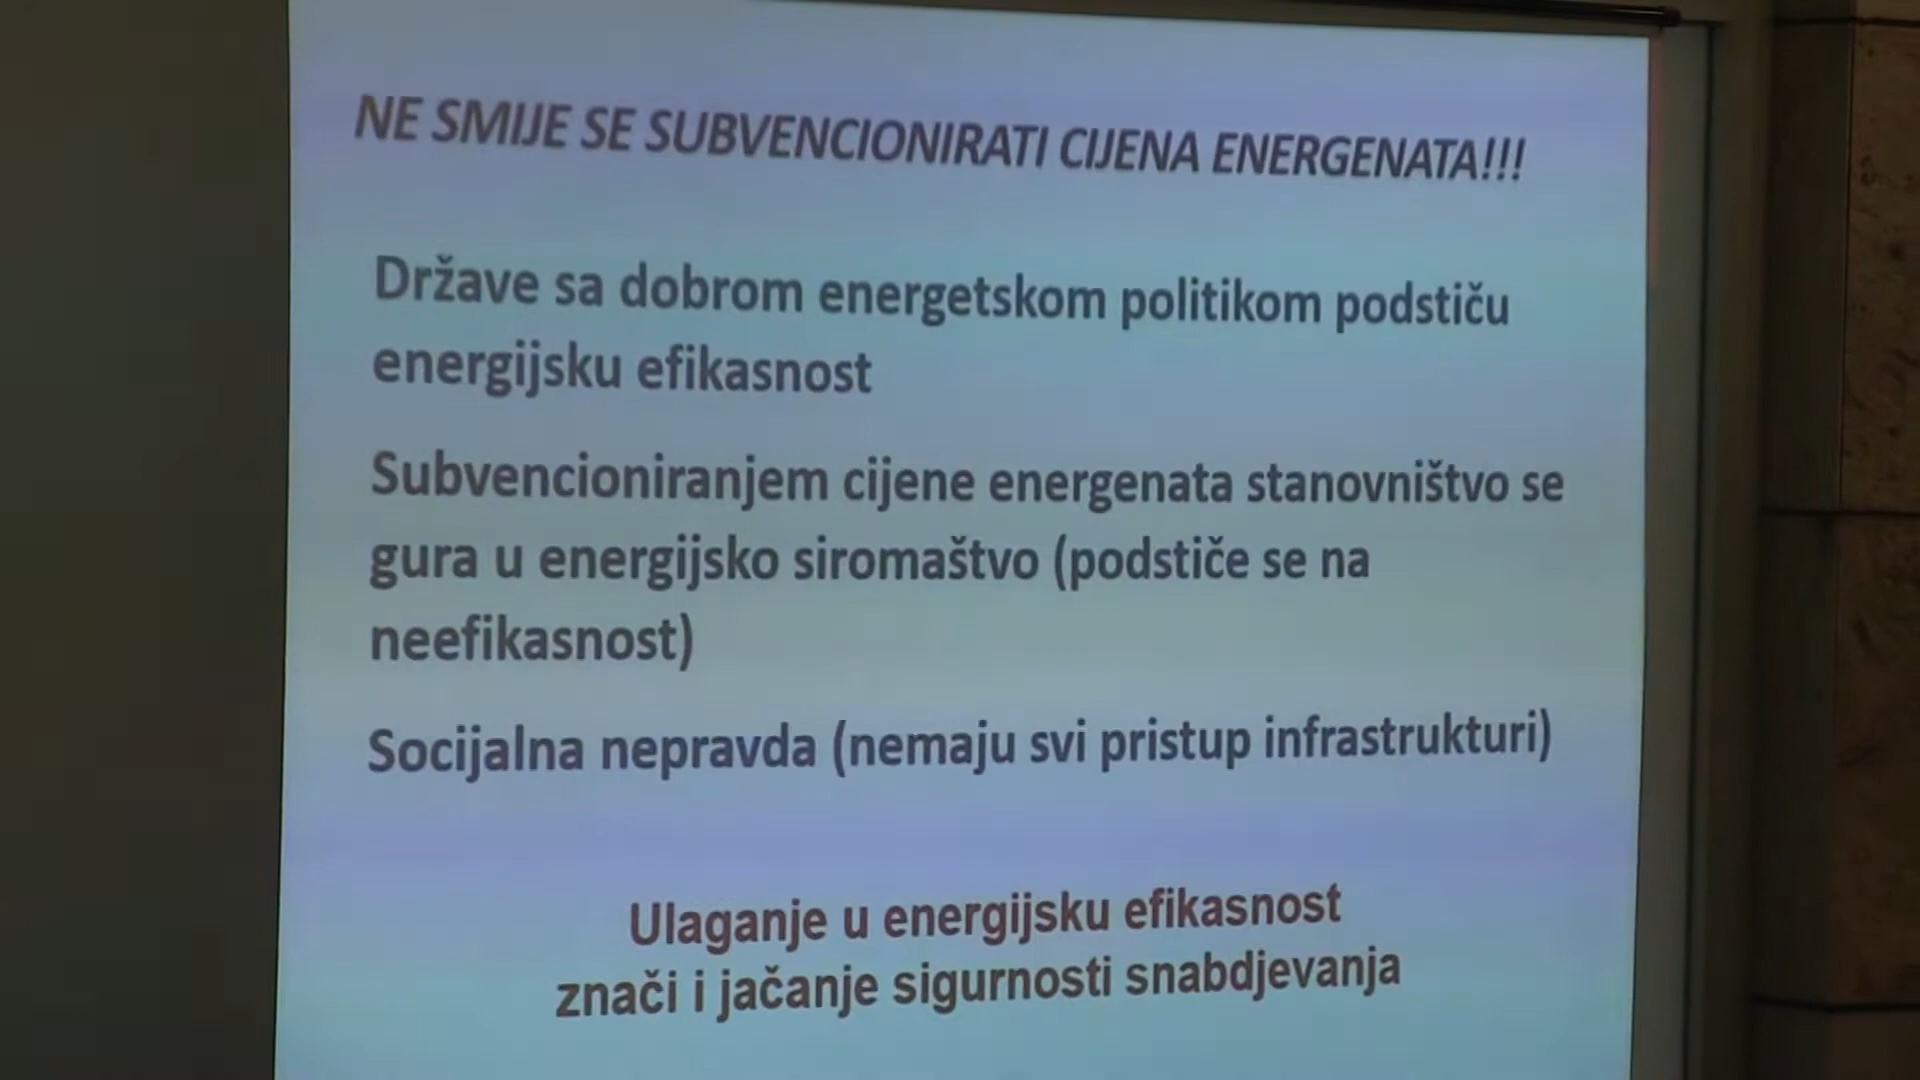 NE SMIJE SE SUBVENCIONIRATI CIJENA ENERGENATA!!!
Države sa dobrom energetskom politikom podstiču
energijsku efikasnost
Subvencioniranjem cijene energenata stanovništvo se
gura u energijsko siromaštvo (podstiče se na
neefikasnost)
Socijalna nepravda (nemaju svi pristup infrastrukturi)
Ulaganje u energijsku efikasnost
znači i jačanje sigurnosti snabdjevanja